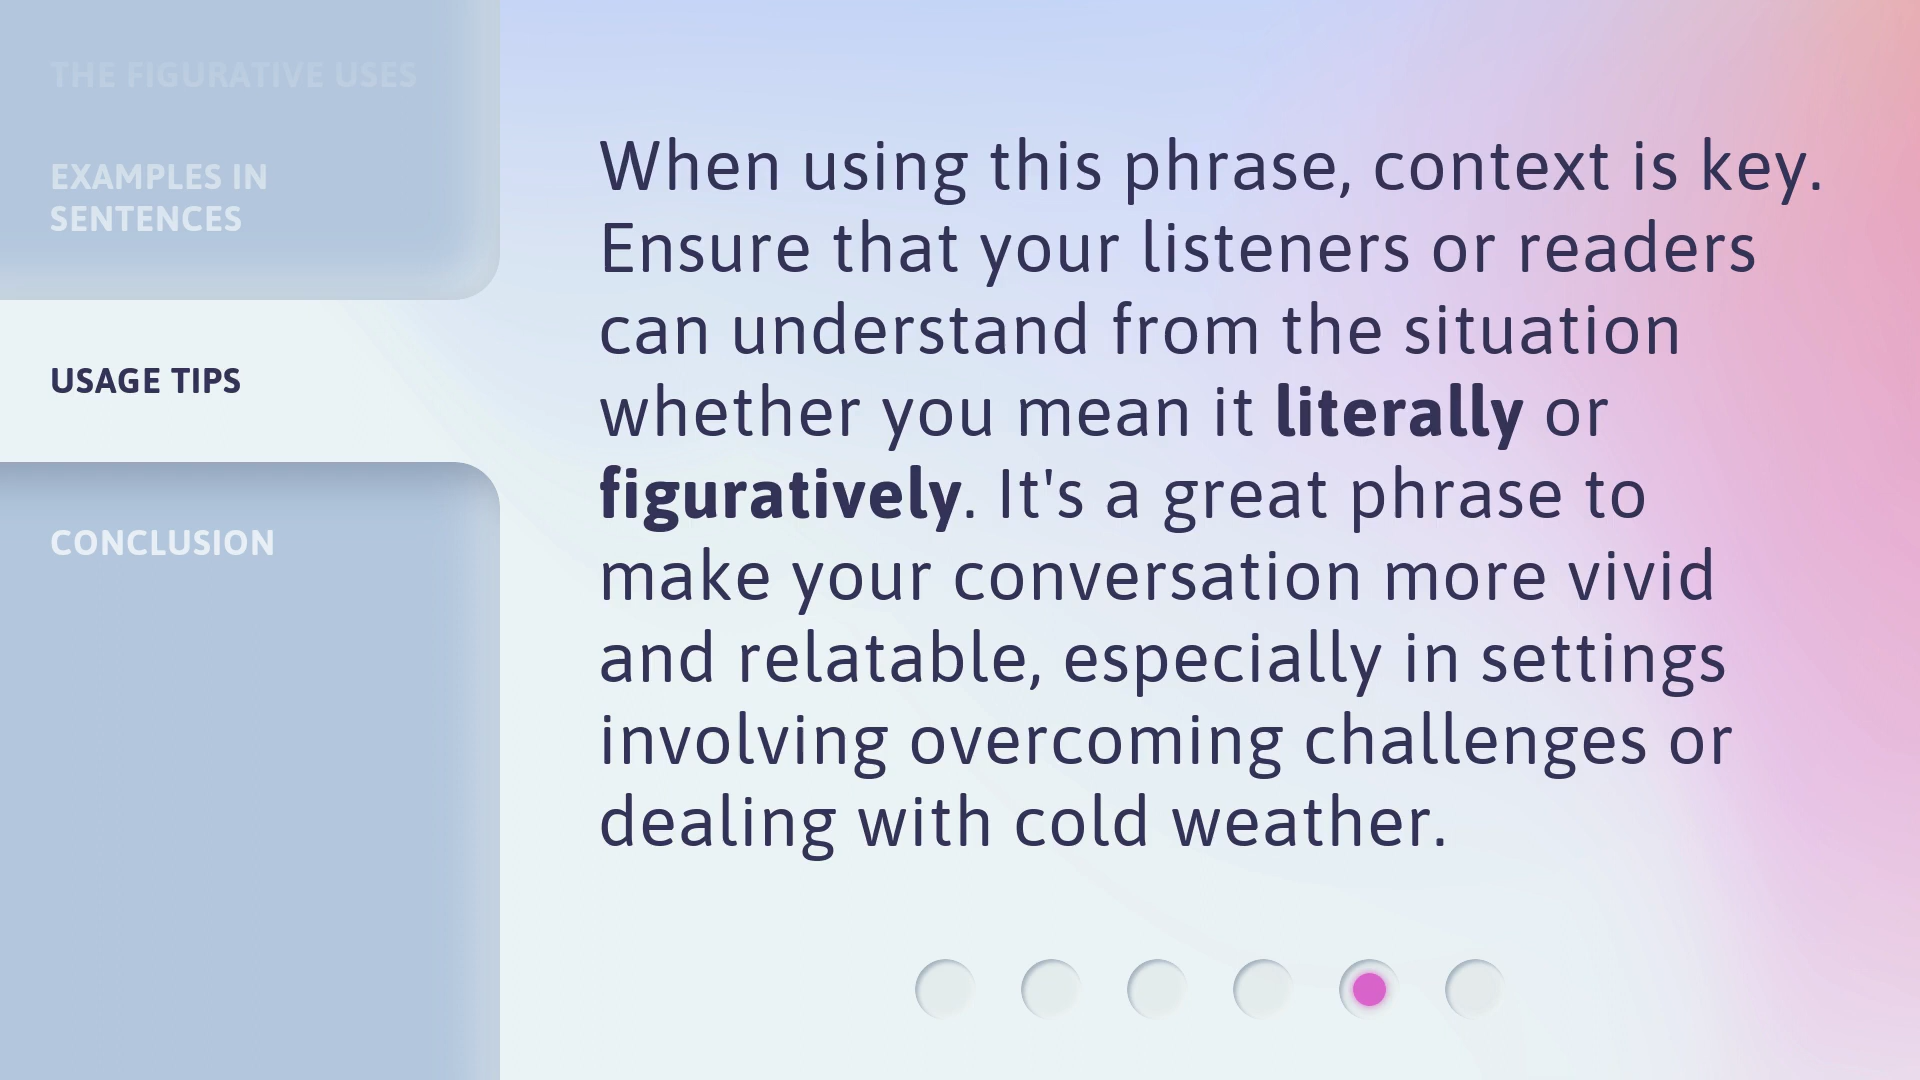 THE FIGURATIVE USES
EXAMPLES IN
SENTENCES
USAGE TIPS
CONCLUSION
When using this phrase, context is key.
Ensure that your listeners or readers
can understand from the situation
whether you mean it literally or
figuratively. It's a great phrase to
make your conversation more vivid
and relatable, especially in settings
involving overcoming challenges or
dealing with cold weather.